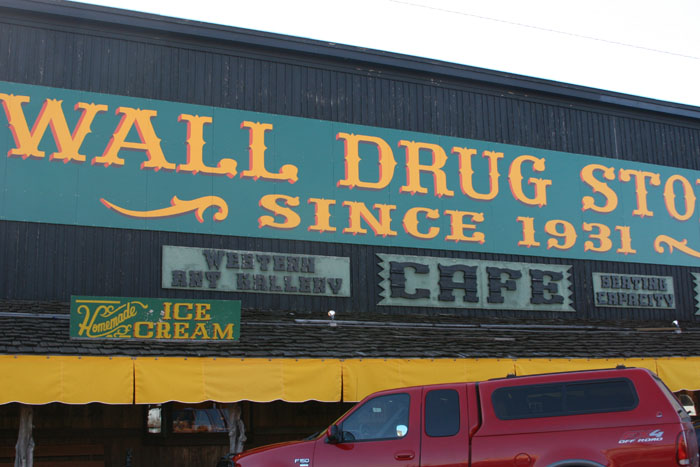 WALL DRUG STO
SINCE 1931
WESTERN
ART GALLERY
CAFE
SEATING
CAPACITY
Homemade ICE
CREAM
F150
OFF ROAD